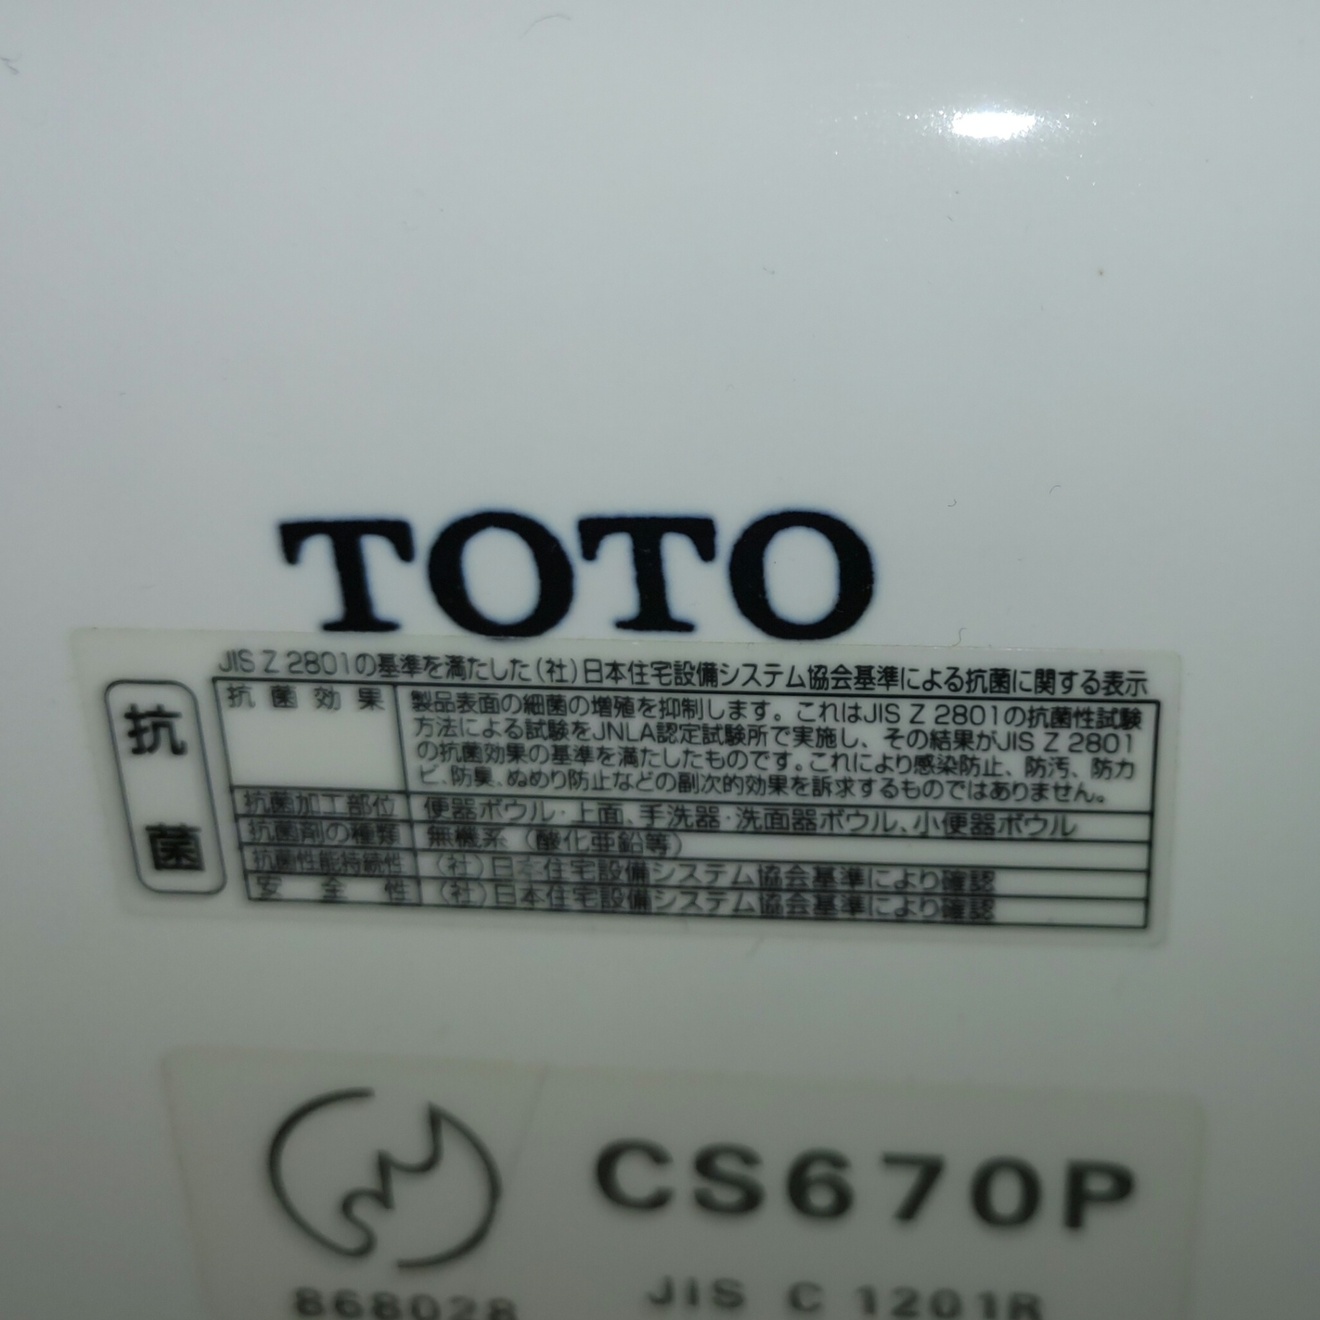 TOTO
JIS Z 2801の基準を満たした(社)日本住宅設備システム協会基準による抗菌に関する表示
抗菌
抗菌効果
製品表面の細菌の増殖を抑制します。これはJIS Z 2801の抗菌性試験
方法による試験をJNLA認定試験所で実施し、その結果がJIS Z 2801
の抗菌効果の基準を満たしたものです。これにより感染防止、防汚、防カ
ビ、防臭、ぬめり防止などの副次的効果を訴求するものではありません。
抗菌加工部位 便器ボウル・上面、手洗器・洗面器ボウル、小便器ボウル
抗菌剤の種類 無機系(酸化亜鉛等)
抗菌性能持続性 (社)日本住宅設備システム協会基準により確認
安全性 (社)日本住宅設備システム協会基準により確認
CS670P
868028 JIS C 1201R